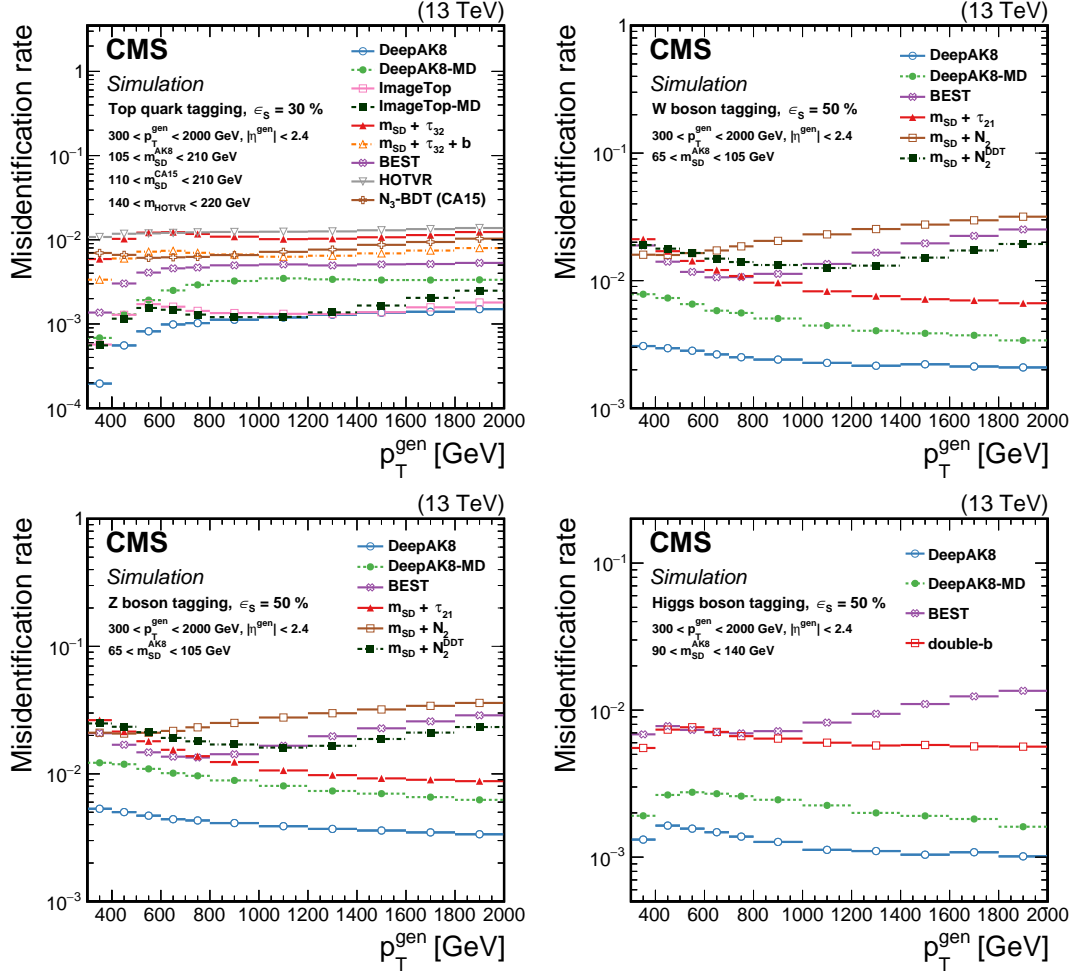 (13 TeV)
CMS
Simulation
Top quark tagging, ε_S = 30 %
300 < p_T^gen < 2000 GeV, |η^gen| < 2.4
105 < m_SD^AK8 < 210 GeV
110 < m_SD^CA15 < 210 GeV
140 < m_HOTVR < 220 GeV
DeepAK8
DeepAK8-MD
ImageTop
ImageTop-MD
m_SD + τ_32
m_SD + τ_32 + b
BEST
HOTVR
N_3-BDT (CA15)
Misidentification rate
1
10^−1
10^−2
10^−3
10^−4
400 600 800 1000 1200 1400 1600 1800 2000
p_T^gen [GeV]
(13 TeV)
CMS
Simulation
W boson tagging, ε_S = 50 %
300 < p_T^gen < 2000 GeV, |η^gen| < 2.4
65 < m_SD^AK8 < 105 GeV
DeepAK8
DeepAK8-MD
BEST
m_SD + τ_21
m_SD + N_2
m_SD + N_2^DDT
Misidentification rate
1
10^−1
10^−2
10^−3
400 600 800 1000 1200 1400 1600 1800 2000
p_T^gen [GeV]
(13 TeV)
CMS
Simulation
Z boson tagging, ε_S = 50 %
300 < p_T^gen < 2000 GeV, |η^gen| < 2.4
65 < m_SD^AK8 < 105 GeV
DeepAK8
DeepAK8-MD
BEST
m_SD + τ_21
m_SD + N_2
m_SD + N_2^DDT
Misidentification rate
1
10^−1
10^−2
10^−3
400 600 800 1000 1200 1400 1600 1800 2000
p_T^gen [GeV]
(13 TeV)
CMS
Simulation
Higgs boson tagging, ε_S = 50 %
300 < p_T^gen < 2000 GeV, |η^gen| < 2.4
90 < m_SD^AK8 < 140 GeV
DeepAK8
DeepAK8-MD
BEST
double-b
Misidentification rate
10^−1
10^−2
10^−3
400 600 800 1000 1200 1400 1600 1800 2000
p_T^gen [GeV]